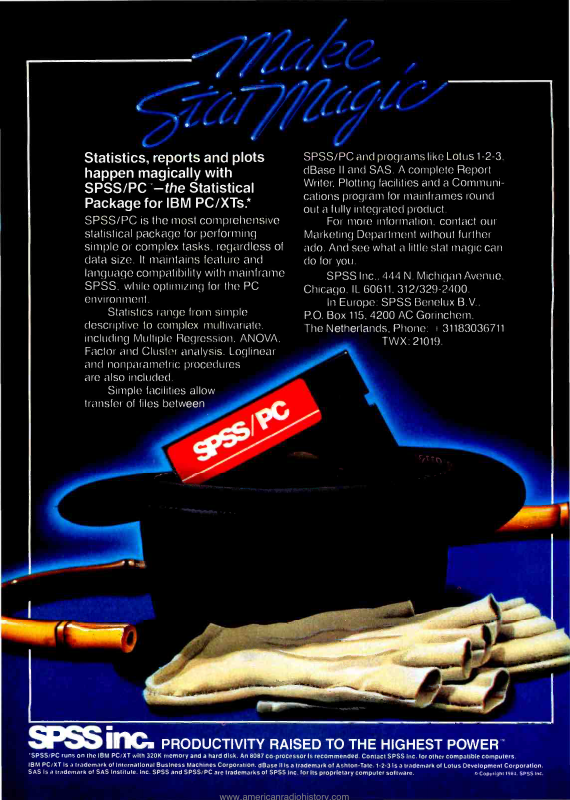 Make
StatMagic
Statistics, reports and plots
happen magically with
SPSS/PC™—the Statistical
Package for IBM PC/XTs.*
SPSS/PC is the most comprehensive
statistical package for performing
simple or complex tasks, regardless of
data size. It maintains feature and
language compatibility with mainframe
SPSS, while optimizing for the PC
environment.
Statistics range from simple
descriptive to complex multivariate,
including Multiple Regression, ANOVA,
Factor and Cluster analysis. Loglinear
and nonparametric procedures
are also included.
Simple facilities allow
transfer of files between
SPSS/PC and programs like Lotus 1-2-3,
dBase II and SAS. A complete Report
Writer, Plotting facilities and a Communi-
cations program for mainframes round
out a fully integrated product.
For more information, contact our
Marketing Department without further
ado. And see what a little stat magic can
do for you.
SPSS Inc., 444 N. Michigan Avenue,
Chicago, IL 60611, 312/329-2400.
In Europe: SPSS Benelux B.V.,
P.O. Box 115, 4200 AC Gorinchem,
The Netherlands, Phone: +31183036711
TWX: 21019.
SPSS/PC
SPSS inc. PRODUCTIVITY RAISED TO THE HIGHEST POWER™
*SPSS/PC runs on the IBM PC/XT with 320K memory and a hard disk. An 8087 co-processor is recommended. Contact SPSS Inc. for other compatible computers.
IBM PC/XT is a trademark of International Business Machines Corporation. dBase II is a trademark of Ashton-Tate. 1-2-3 is a trademark of Lotus Development Corporation.
SAS is a trademark of SAS Institute, Inc. SPSS and SPSS/PC are trademarks of SPSS Inc. for its proprietary computer software.
© Copyright 1984, SPSS Inc.
www.americanradiohistory.com